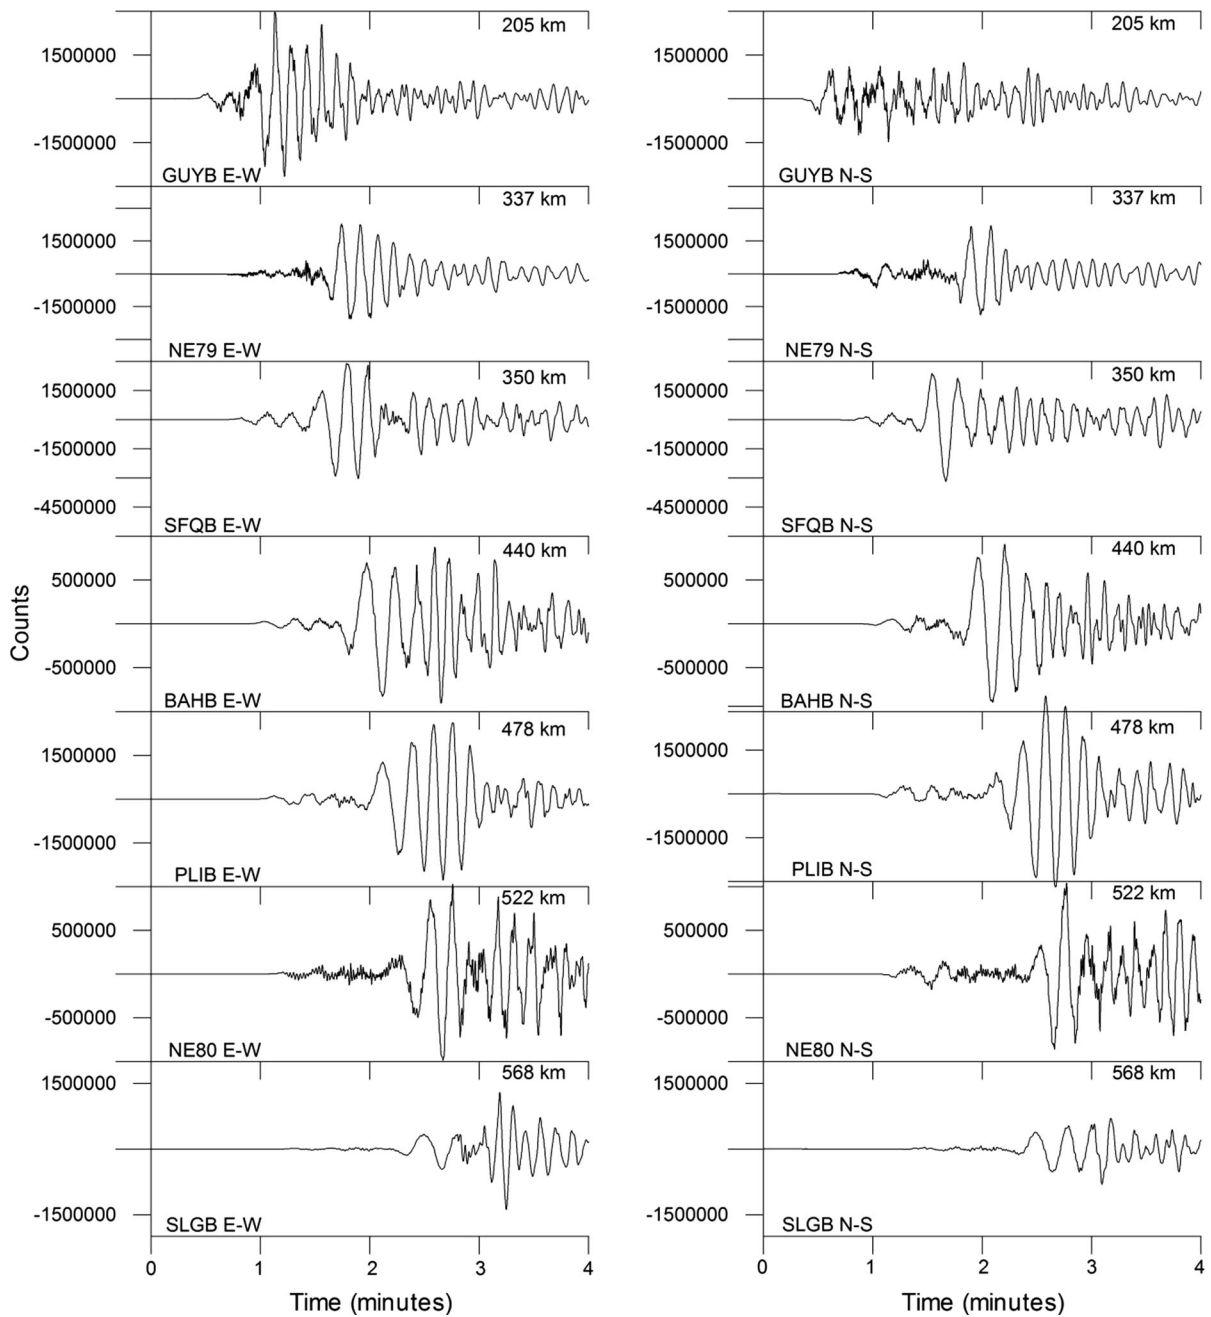 205 km
1500000
-1500000
GUYB E-W
337 km
1500000
-1500000
NE79 E-W
350 km
1500000
-1500000
-4500000
SFQB E-W
440 km
500000
-500000
BAHB E-W
478 km
1500000
-1500000
PLIB E-W
522 km
500000
-500000
NE80 E-W
568 km
1500000
-1500000
SLGB E-W
0 1 2 3 4
Time (minutes)
Counts
205 km
1500000
-1500000
GUYB N-S
337 km
1500000
-1500000
NE79 N-S
350 km
1500000
-1500000
-4500000
SFQB N-S
440 km
500000
-500000
BAHB N-S
478 km
1500000
-1500000
PLIB N-S
522 km
500000
-500000
NE80 N-S
568 km
1500000
-1500000
SLGB N-S
0 1 2 3 4
Time (minutes)